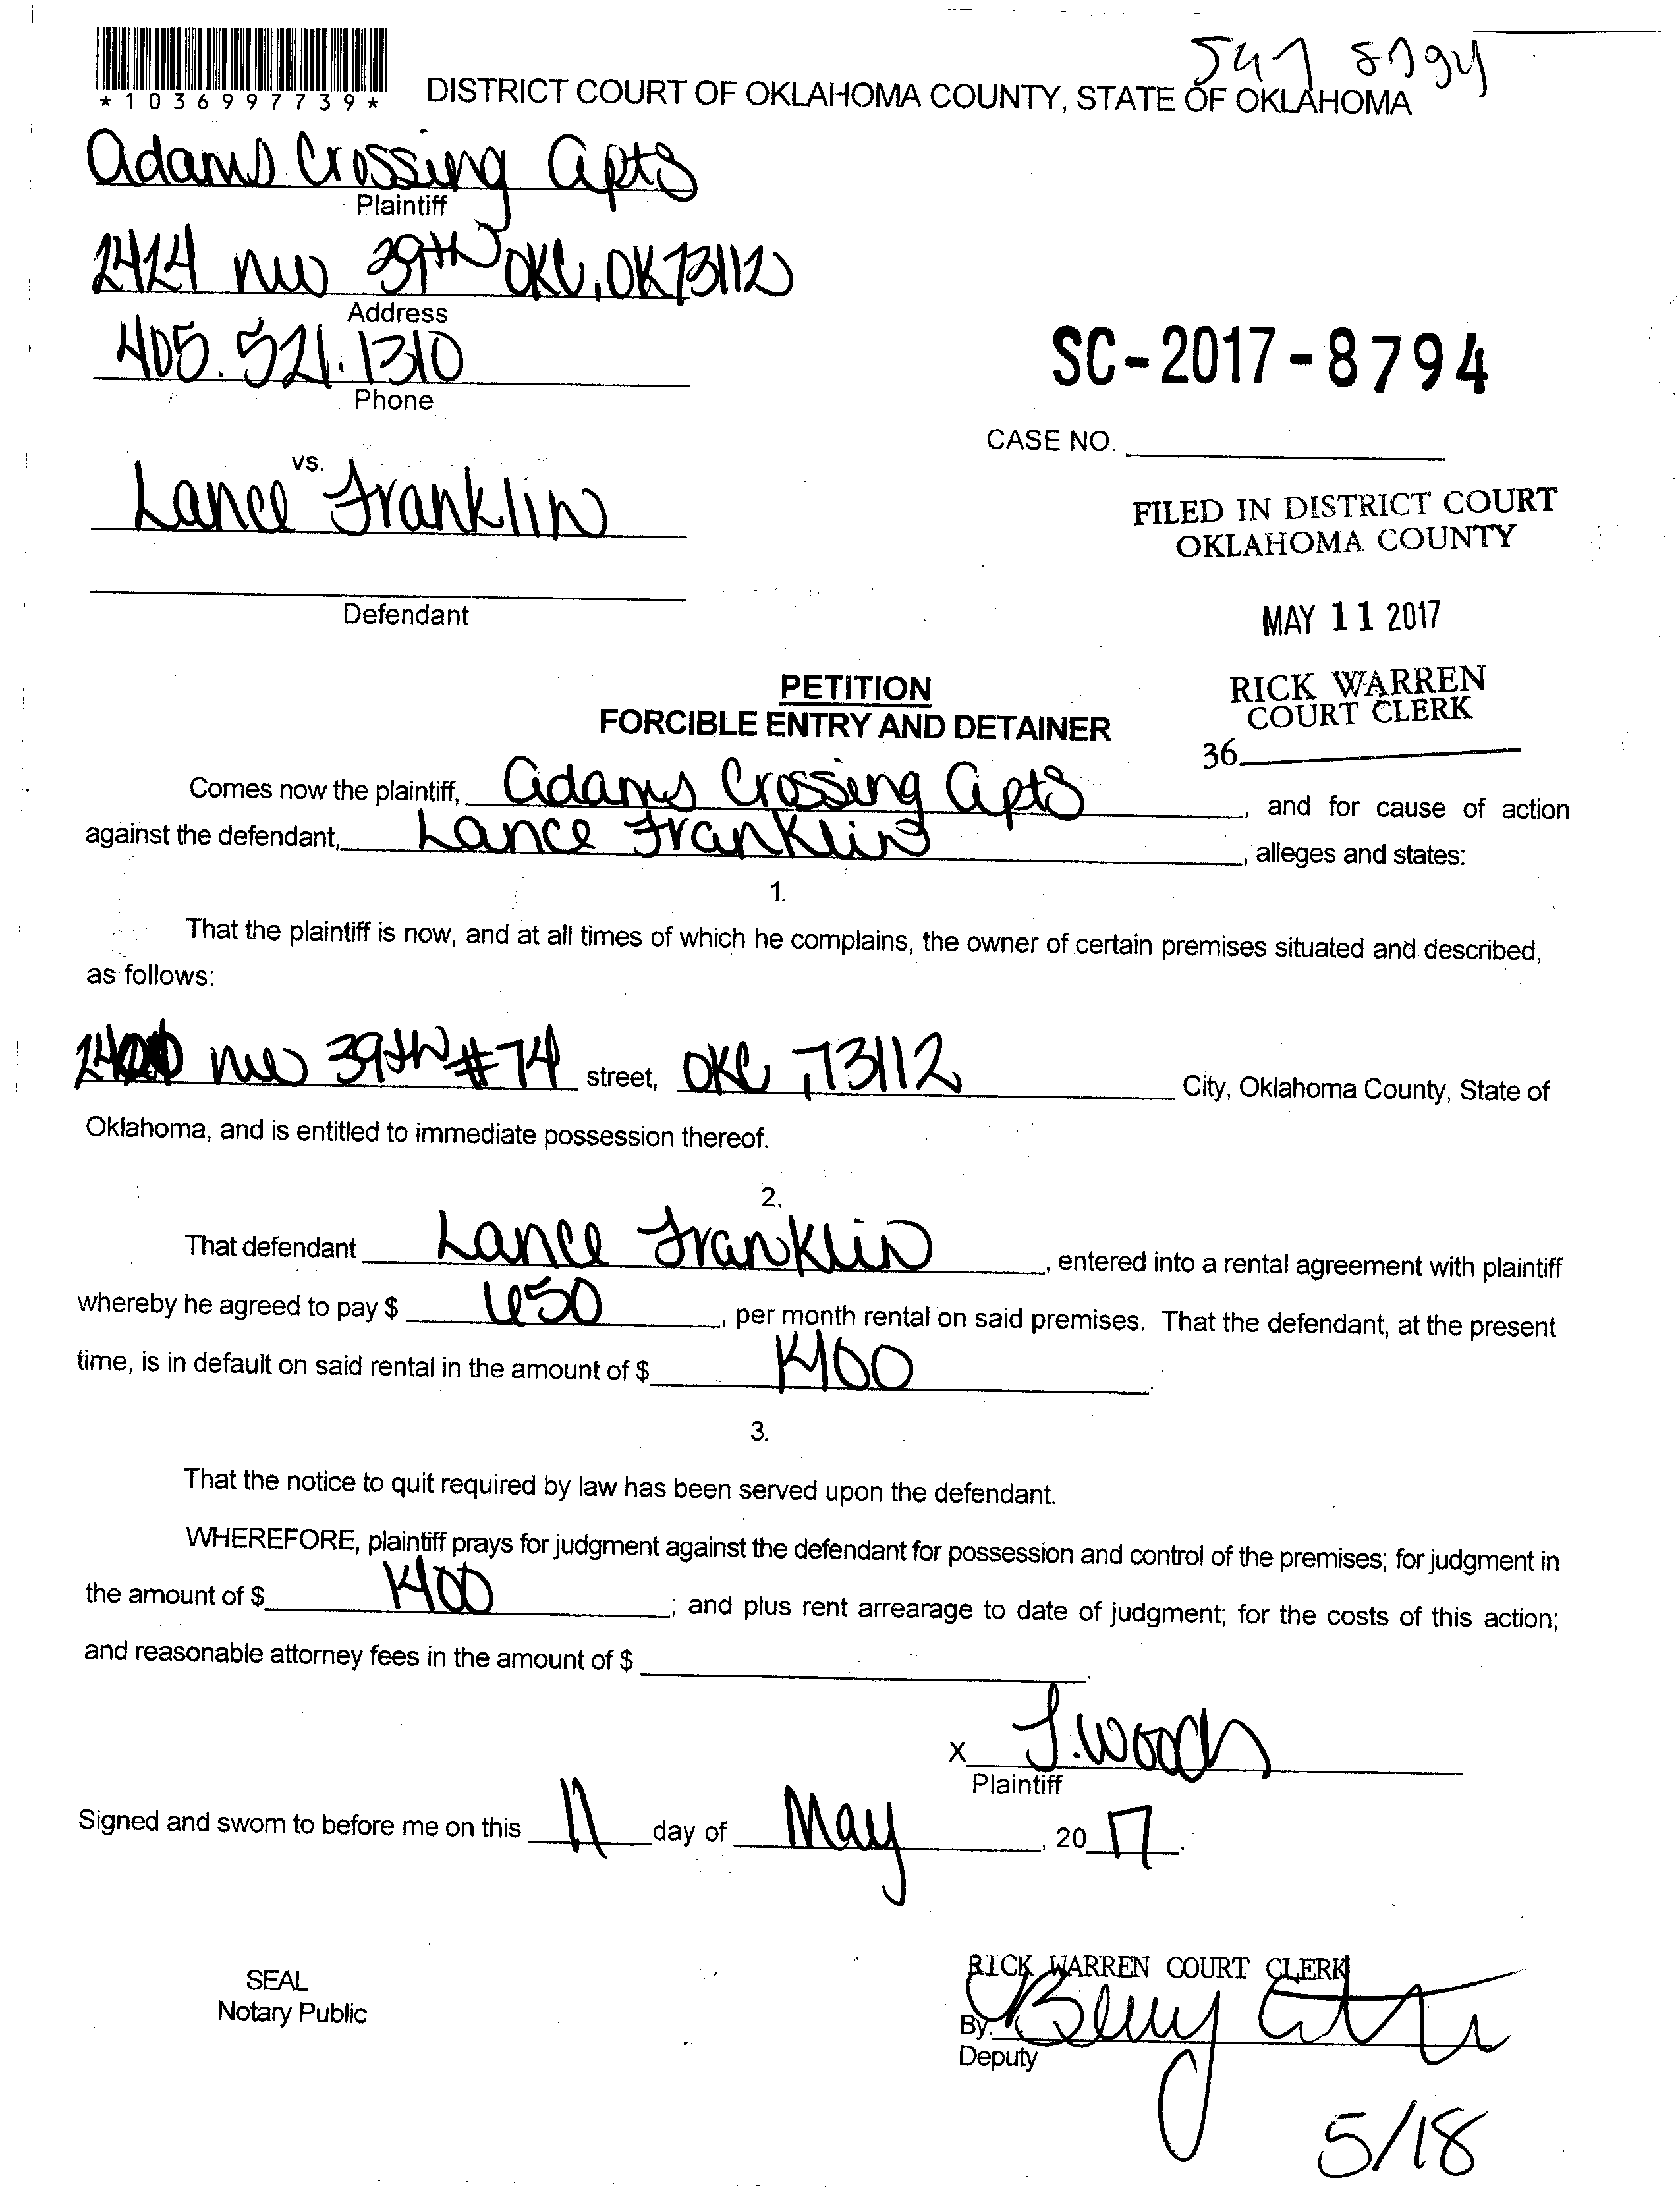 *1036997739*
DISTRICT COURT OF OKLAHOMA COUNTY, STATE OF OKLAHOMA
Adams Crossing Apts
Plaintiff
2424 NW 39th OKC, OK 73112
Address
405.521.1310
Phone
SC-2017-8794
CASE NO.
vs.
Lance Franklin
FILED IN DISTRICT COURT
OKLAHOMA COUNTY
Defendant
MAY 11 2017
RICK WARREN
COURT CLERK
36
PETITION
FORCIBLE ENTRY AND DETAINER
Comes now the plaintiff, Adams Crossing Apts, and for cause of action
against the defendant, Lance Franklin, alleges and states:
1.
That the plaintiff is now, and at all times of which he complains, the owner of certain premises situated and described,
as follows:
NW 39th #74 street, OKC, 73112 City, Oklahoma County, State of
Oklahoma, and is entitled to immediate possession thereof.
2.
That defendant Lance Franklin, entered into a rental agreement with plaintiff
whereby he agreed to pay $ 650, per month rental on said premises. That the defendant, at the present
time, is in default on said rental in the amount of $ 1400.
3.
That the notice to quit required by law has been served upon the defendant.
WHEREFORE, plaintiff prays for judgment against the defendant for possession and control of the premises; for judgment in
the amount of $ 1400; and plus rent arrearage to date of judgment; for the costs of this action;
and reasonable attorney fees in the amount of $ .
X J. Woods
Plaintiff
Signed and sworn to before me on this 11 day of May, 2017.
SEAL
Notary Public
RICK WARREN COURT CLERK
By:
Deputy
5/18